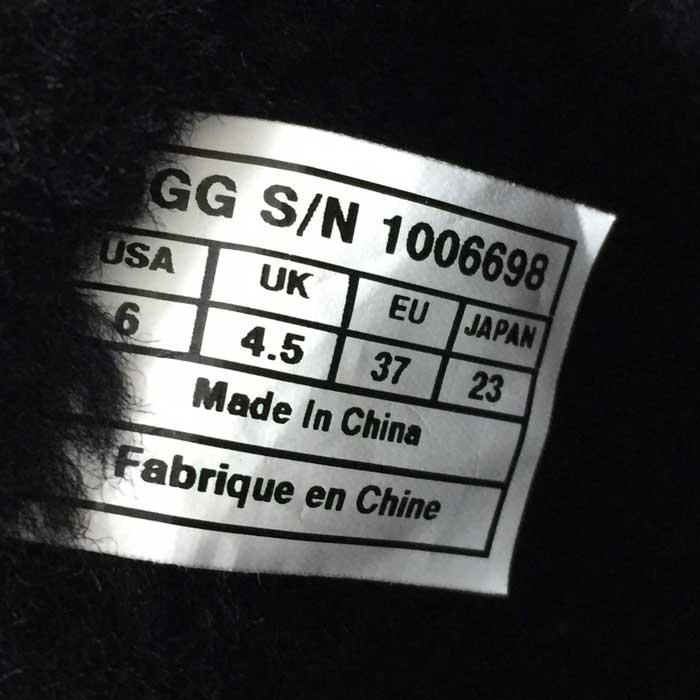 GG S/N 1006698
USA UK EU JAPAN
6 4.5 37 23
Made In China
Fabrique en Chine